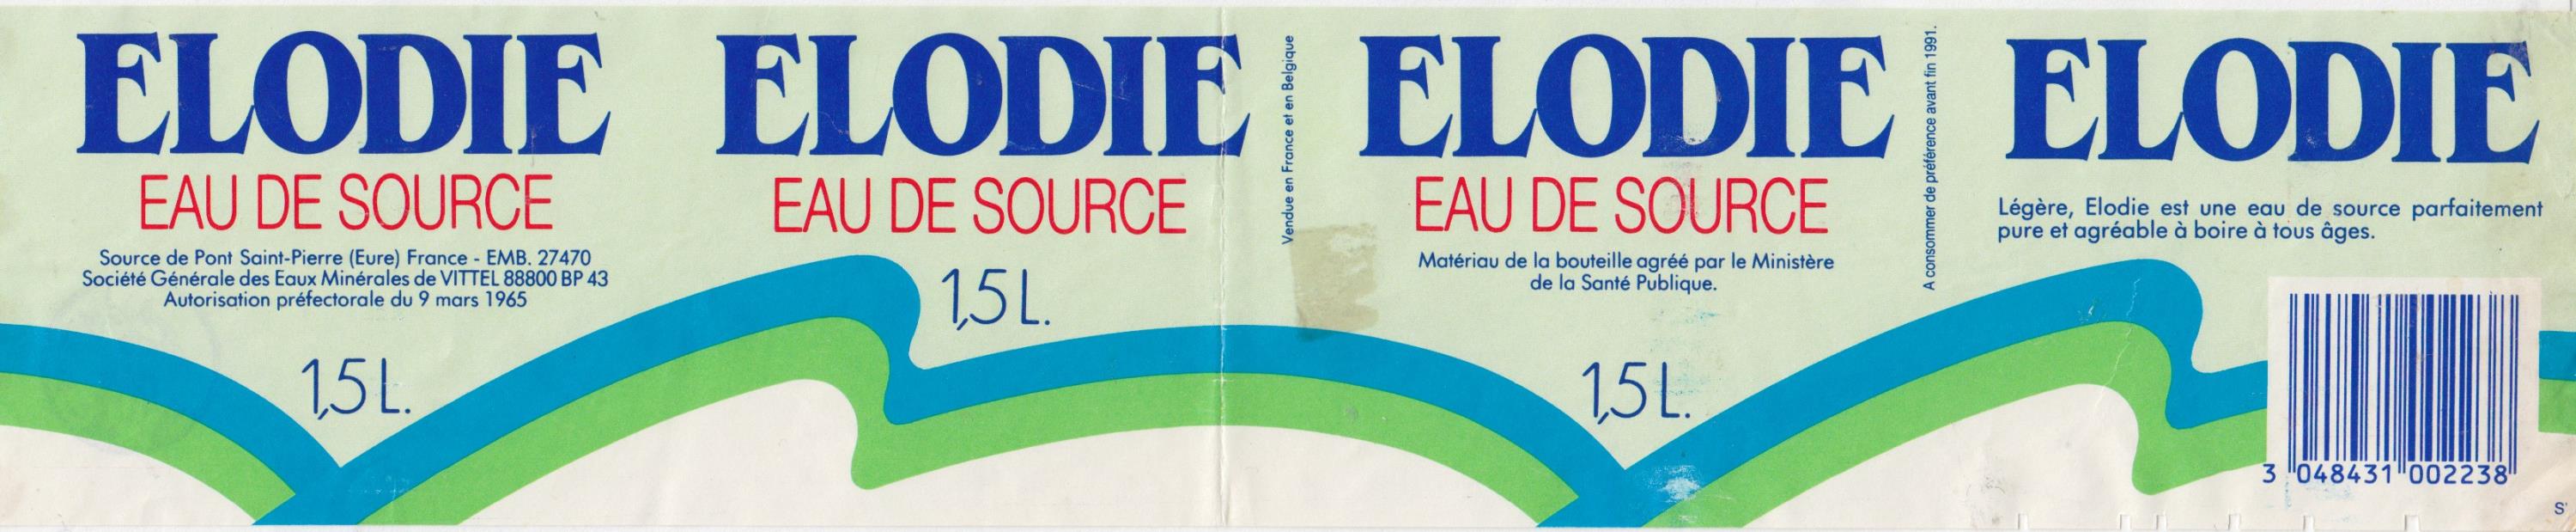 ELODIE
EAU DE SOURCE
Source de Pont Saint-Pierre (Eure) France - EMB. 27470
Société Générale des Eaux Minérales de VITTEL 88800 BP 43
Autorisation préfectorale du 9 mars 1965
1,5 L.
ELODIE
EAU DE SOURCE
1,5 L.
Vendue en France et en Belgique
ELODIE
EAU DE SOURCE
Matériau de la bouteille agréé par le Ministère
de la Santé Publique.
1,5 L.
A consommer de préférence avant fin 1991.
ELODIE
Légère, Elodie est une eau de source parfaitement
pure et agréable à boire à tous âges.
3 048431 002238